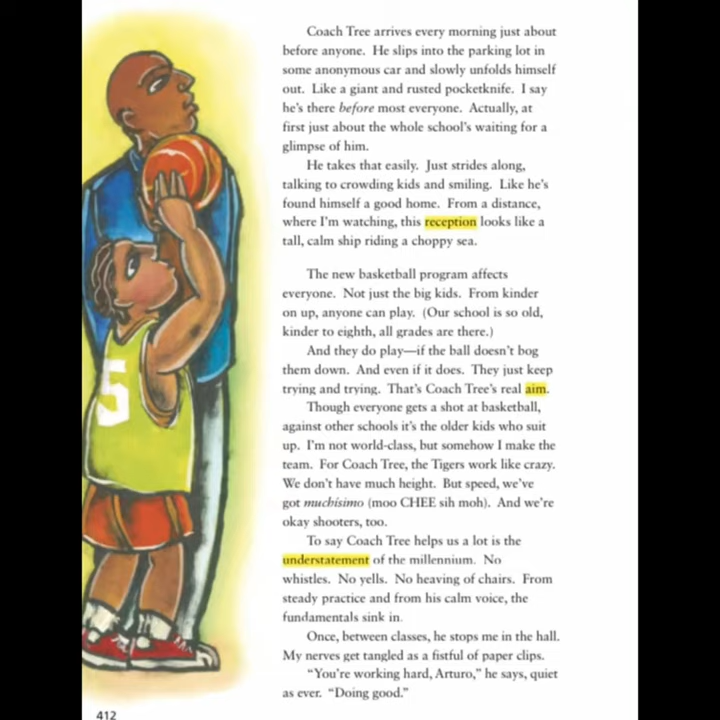 Coach Tree arrives every morning just about
before anyone. He slips into the parking lot in
some anonymous car and slowly unfolds himself
out. Like a giant and rusted pocketknife. I say
he's there before most everyone. Actually, at
first just about the whole school's waiting for a
glimpse of him.
He takes that easily. Just strides along,
talking to crowding kids and smiling. Like he's
found himself a good home. From a distance,
where I'm watching, this reception looks like a
tall, calm ship riding a choppy sea.
The new basketball program affects
everyone. Not just the big kids. From kinder
on up, anyone can play. (Our school is so old,
kinder to eighth, all grades are there.)
And they do play—if the ball doesn't bog
them down. And even if it does. They just keep
trying and trying. That's Coach Tree's real aim.
Though everyone gets a shot at basketball,
against other schools it's the older kids who suit
up. I'm not world-class, but somehow I make the
team. For Coach Tree, the Tigers work like crazy.
We don't have much height. But speed, we've
got muchísimo (moo CHEE sih moh). And we're
okay shooters, too.
To say Coach Tree helps us a lot is the
understatement of the millennium. No
whistles. No yells. No heaving of chairs. From
steady practice and from his calm voice, the
fundamentals sink in.
Once, between classes, he stops me in the hall.
My nerves get tangled as a fistful of paper clips.
"You're working hard, Arturo," he says, quiet
as ever. "Doing good."
5
412